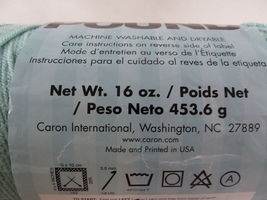 POUND
MACHINE WASHABLE AND DRYABLE
Care instructions on reverse side of label
Mode d'entretien au verso de l'étiquette
Instrucciones para el cuidado al reves de la etiqueta
Net Wt. 16 oz. / Poids Net
/ Peso Neto 453.6 g
Caron International, Washington, NC 27889
www.caron.com
Made and Printed in USA
A